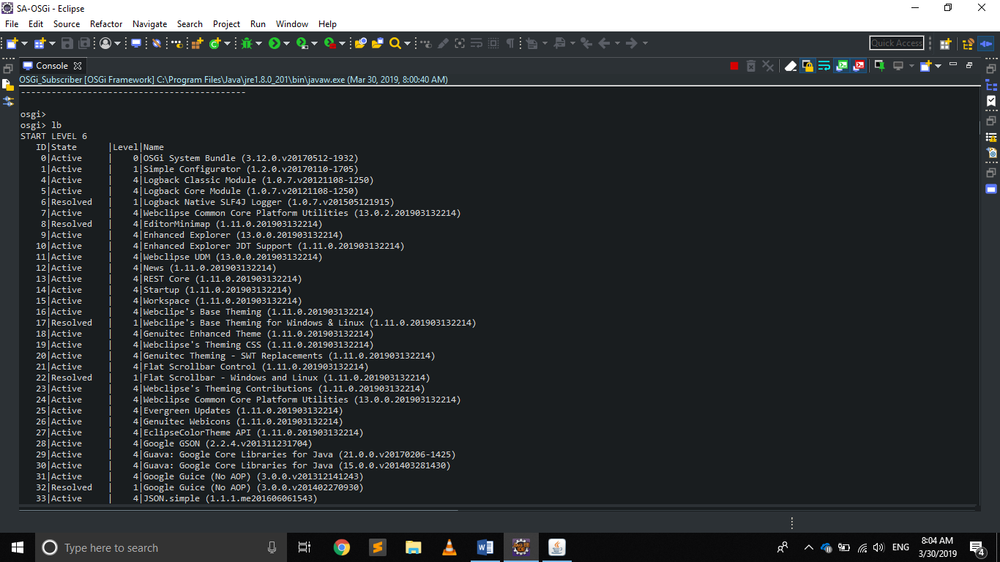 SA-OSGi - Eclipse
File Edit Source Refactor Navigate Search Project Run Window Help
Quick Access
Console
OSGi_Subscriber [OSGi Framework] C:\Program Files\Java\jre1.8.0_201\bin\javaw.exe (Mar 30, 2019, 8:00:40 AM)
--------------------------------------------
osgi>
osgi> lb
START LEVEL 6
   ID|State      |Level|Name
    0|Active     |    0|OSGi System Bundle (3.12.0.v20170512-1932)
    1|Active     |    1|Simple Configurator (1.2.0.v20170110-1705)
    4|Active     |    4|Logback Classic Module (1.0.7.v20121108-1250)
    5|Active     |    4|Logback Core Module (1.0.7.v20121108-1250)
    6|Resolved   |    1|Logback Native SLF4J Logger (1.0.7.v201505121915)
    7|Active     |    4|Webclipse Common Core Platform Utilities (13.0.2.201903132214)
    8|Resolved   |    4|EditorMinimap (1.11.0.201903132214)
    9|Active     |    4|Enhanced Explorer (13.0.0.201903132214)
   10|Active     |    4|Enhanced Explorer JDT Support (1.11.0.201903132214)
   11|Active     |    4|Webclipse UDM (13.0.0.201903132214)
   12|Active     |    4|News (1.11.0.201903132214)
   13|Active     |    4|REST Core (1.11.0.201903132214)
   14|Active     |    4|Startup (1.11.0.201903132214)
   15|Active     |    4|Workspace (1.11.0.201903132214)
   16|Active     |    4|Webclipe's Base Theming (1.11.0.201903132214)
   17|Resolved   |    1|Webclipe's Base Theming for Windows & Linux (1.11.0.201903132214)
   18|Active     |    4|Genuitec Enhanced Theme (1.11.0.201903132214)
   19|Active     |    4|Webclipse's Theming CSS (1.11.0.201903132214)
   20|Active     |    4|Genuitec Theming - SWT Replacements (1.11.0.201903132214)
   21|Active     |    4|Flat Scrollbar Control (1.11.0.201903132214)
   22|Resolved   |    1|Flat Scrollbar - Windows and Linux (1.11.0.201903132214)
   23|Active     |    4|Webclipse's Theming Contributions (1.11.0.201903132214)
   24|Active     |    4|Webclipse Common Core Platform Utilities (13.0.0.201903132214)
   25|Active     |    4|Evergreen Updates (1.11.0.201903132214)
   26|Active     |    4|Genuitec Webicons (1.11.0.201903132214)
   27|Active     |    4|EclipseColorTheme API (1.11.0.201903132214)
   28|Active     |    4|Google GSON (2.2.4.v201311231704)
   29|Active     |    4|Guava: Google Core Libraries for Java (21.0.0.v20170206-1425)
   30|Active     |    4|Guava: Google Core Libraries for Java (15.0.0.v201403281430)
   31|Active     |    4|Google Guice (No AOP) (3.0.0.v201312141243)
   32|Resolved   |    1|Google Guice (No AOP) (3.0.0.v201402270930)
   33|Active     |    4|JSON.simple (1.1.1.me201606061543)
Type here to search
ENG
8:04 AM
3/30/2019
4